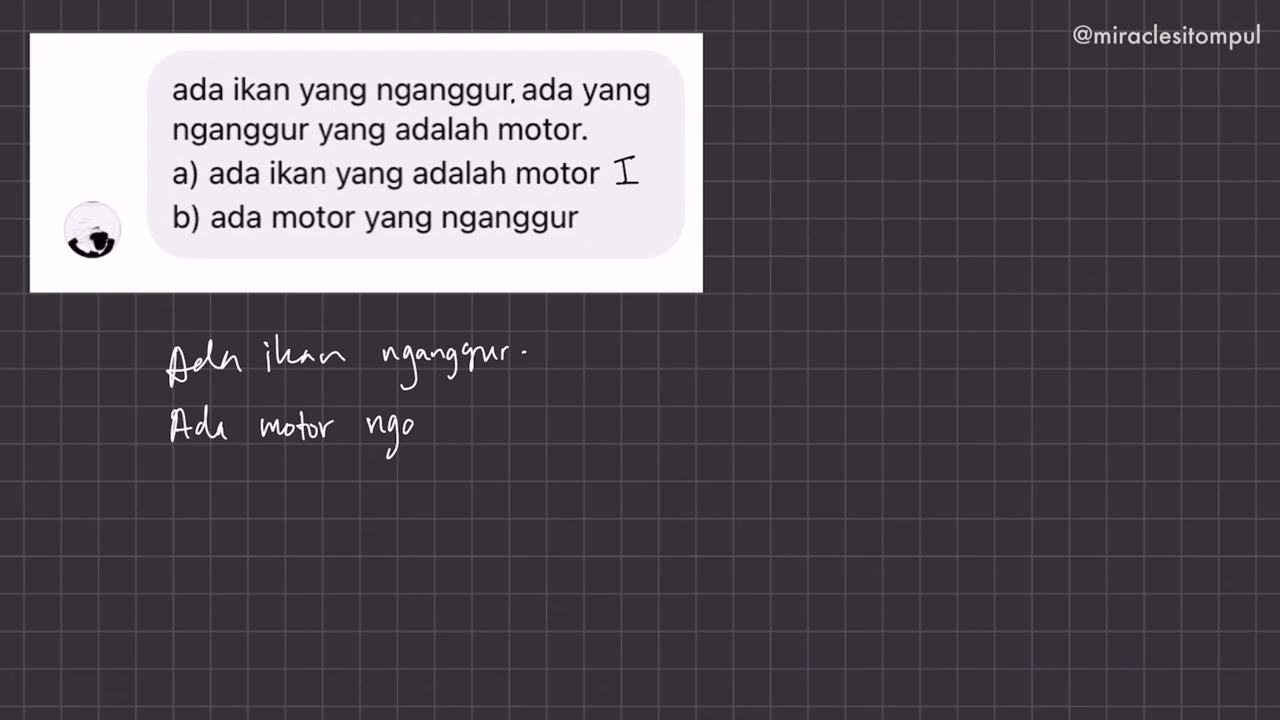 @miraclesitompul
ada ikan yang nganggur, ada yang
nganggur yang adalah motor.
a) ada ikan yang adalah motor I
b) ada motor yang nganggur
Ada ikan nganggur.
Ada motor ngo